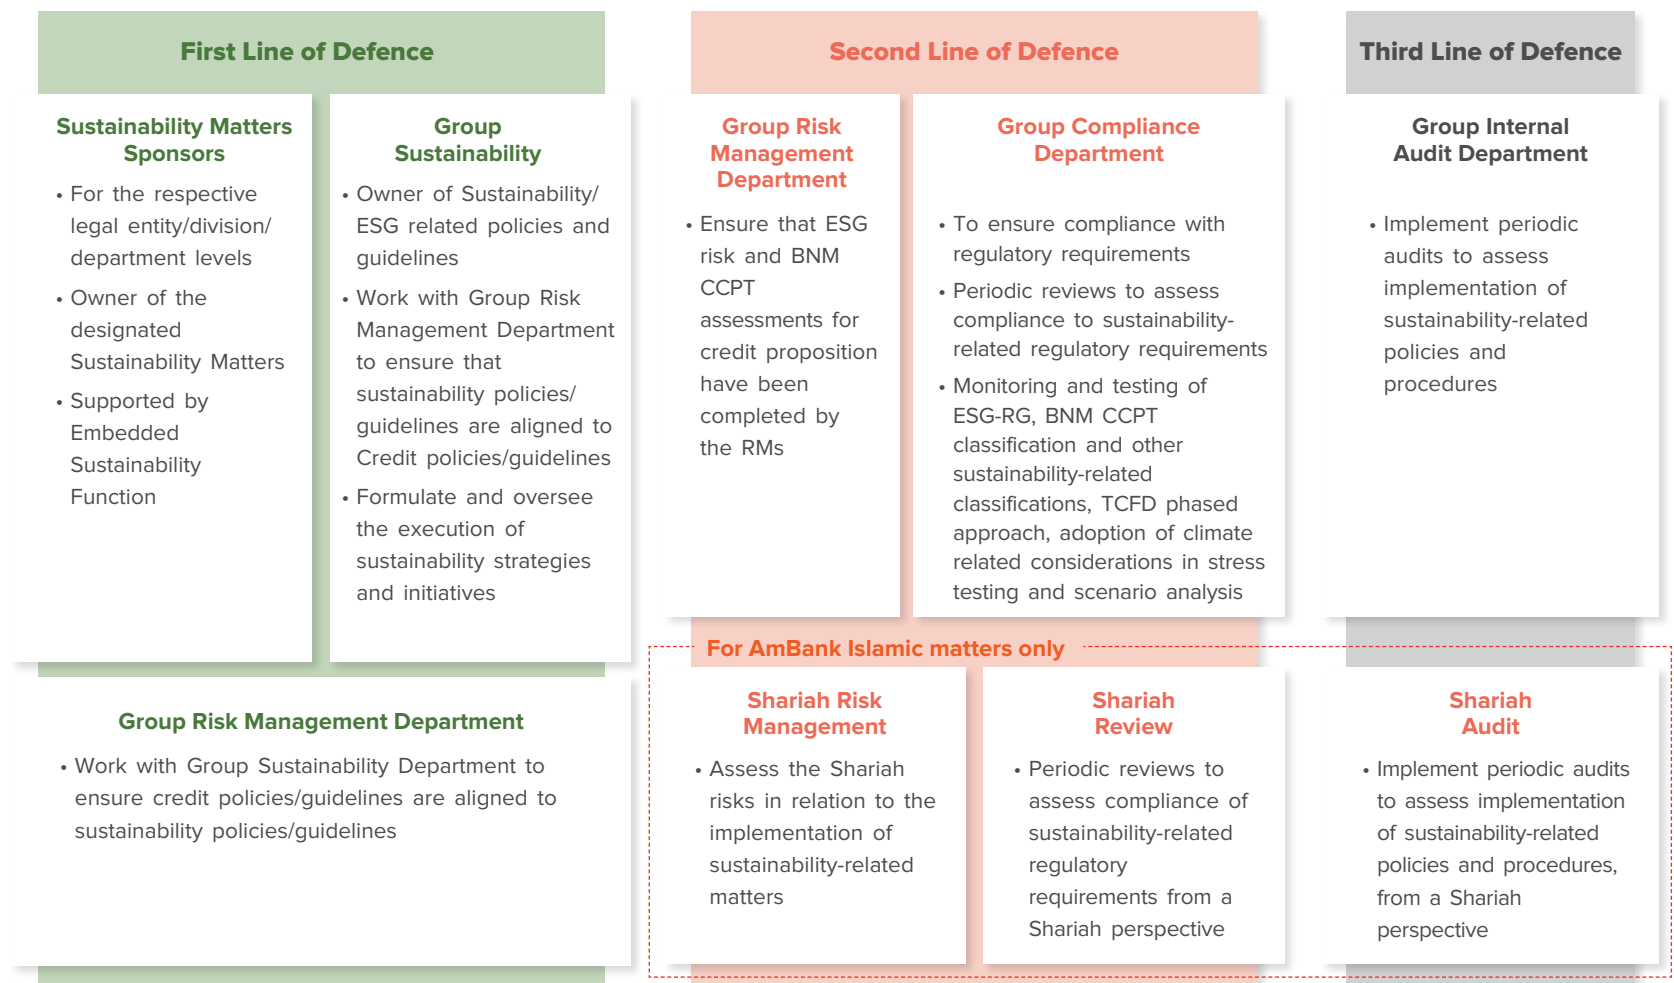 First Line of Defence
Sustainability Matters
Sponsors
• For the respective
legal entity/division/
department levels
• Owner of the
designated
Sustainability Matters
• Supported by
Embedded
Sustainability
Function
Group
Sustainability
• Owner of Sustainability/
ESG related policies and
guidelines
• Work with Group Risk
Management Department
to ensure that
sustainability policies/
guidelines are aligned to
Credit policies/guidelines
• Formulate and oversee
the execution of
sustainability strategies
and initiatives
Group Risk Management Department
• Work with Group Sustainability Department to
ensure credit policies/guidelines are aligned to
sustainability policies/guidelines
Second Line of Defence
Group Risk
Management
Department
• Ensure that ESG
risk and BNM
CCPT
assessments for
credit proposition
have been
completed by
the RMs
Group Compliance
Department
• To ensure compliance with
regulatory requirements
• Periodic reviews to assess
compliance to sustainability-
related regulatory requirements
• Monitoring and testing of
ESG-RG, BNM CCPT
classification and other
sustainability-related
classifications, TCFD phased
approach, adoption of climate
related considerations in stress
testing and scenario analysis
Third Line of Defence
Group Internal
Audit Department
• Implement periodic
audits to assess
implementation of
sustainability-related
policies and
procedures
For AmBank Islamic matters only
Shariah Risk
Management
• Assess the Shariah
risks in relation to the
implementation of
sustainability-related
matters
Shariah
Review
• Periodic reviews to
assess compliance of
sustainability-related
regulatory
requirements from a
Shariah perspective
Shariah
Audit
• Implement periodic audits
to assess implementation
of sustainability-related
policies and procedures,
from a Shariah
perspective